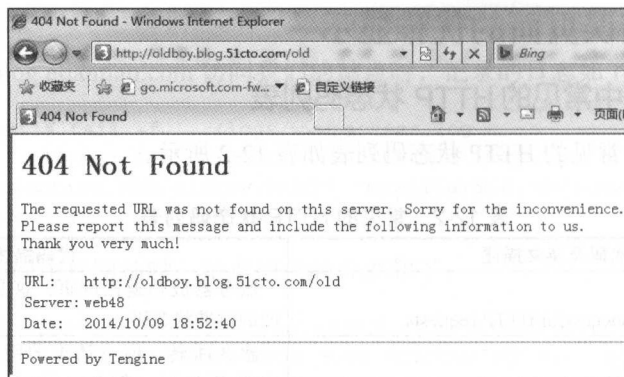 404 Not Found - Windows Internet Explorer
http://oldboy.blog.51cto.com/old
Bing
收藏夹
go.microsoft.com-fw...
自定义链接
404 Not Found
页面(
404 Not Found
The requested URL was not found on this server. Sorry for the inconvenience.
Please report this message and include the following information to us.
Thank you very much!
URL: http://oldboy.blog.51cto.com/old
Server: web48
Date: 2014/10/09 18:52:40
Powered by Tengine